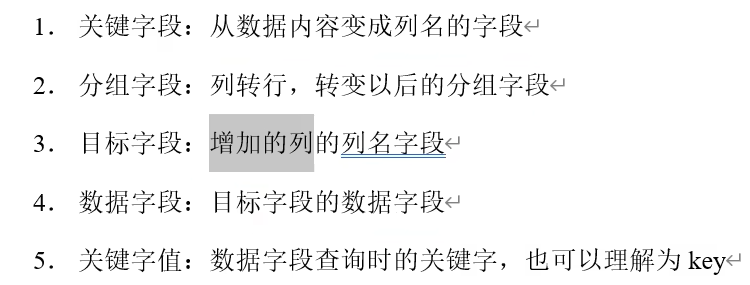 1. 关键字段：从数据内容变成列名的字段↵
2. 分组字段：列转行，转变以后的分组字段↵
3. 目标字段：增加的列的列名字段↵
4. 数据字段：目标字段的数据字段↵
5. 关键字值：数据字段查询时的关键字，也可以理解为 key↵